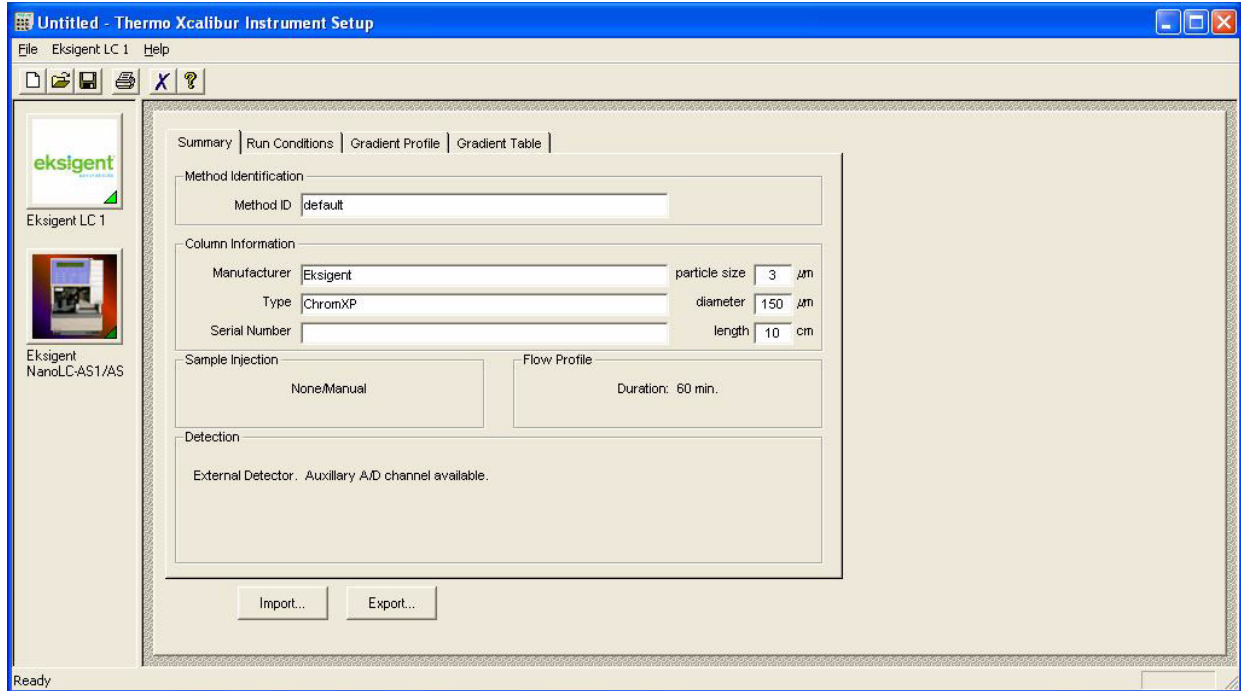 Untitled - Thermo Xcalibur Instrument Setup
File Eksigent LC 1 Help
eksigent
Eksigent LC 1
Eksigent
NanoLC-AS1/AS
Summary Run Conditions Gradient Profile Gradient Table
Method Identification
Method ID default
Column Information
Manufacturer Eksigent particle size 3 µm
Type ChromXP diameter 150 µm
Serial Number length 10 cm
Sample Injection Flow Profile
None/Manual Duration: 60 min.
Detection
External Detector. Auxillary A/D channel available.
Import... Export...
Ready